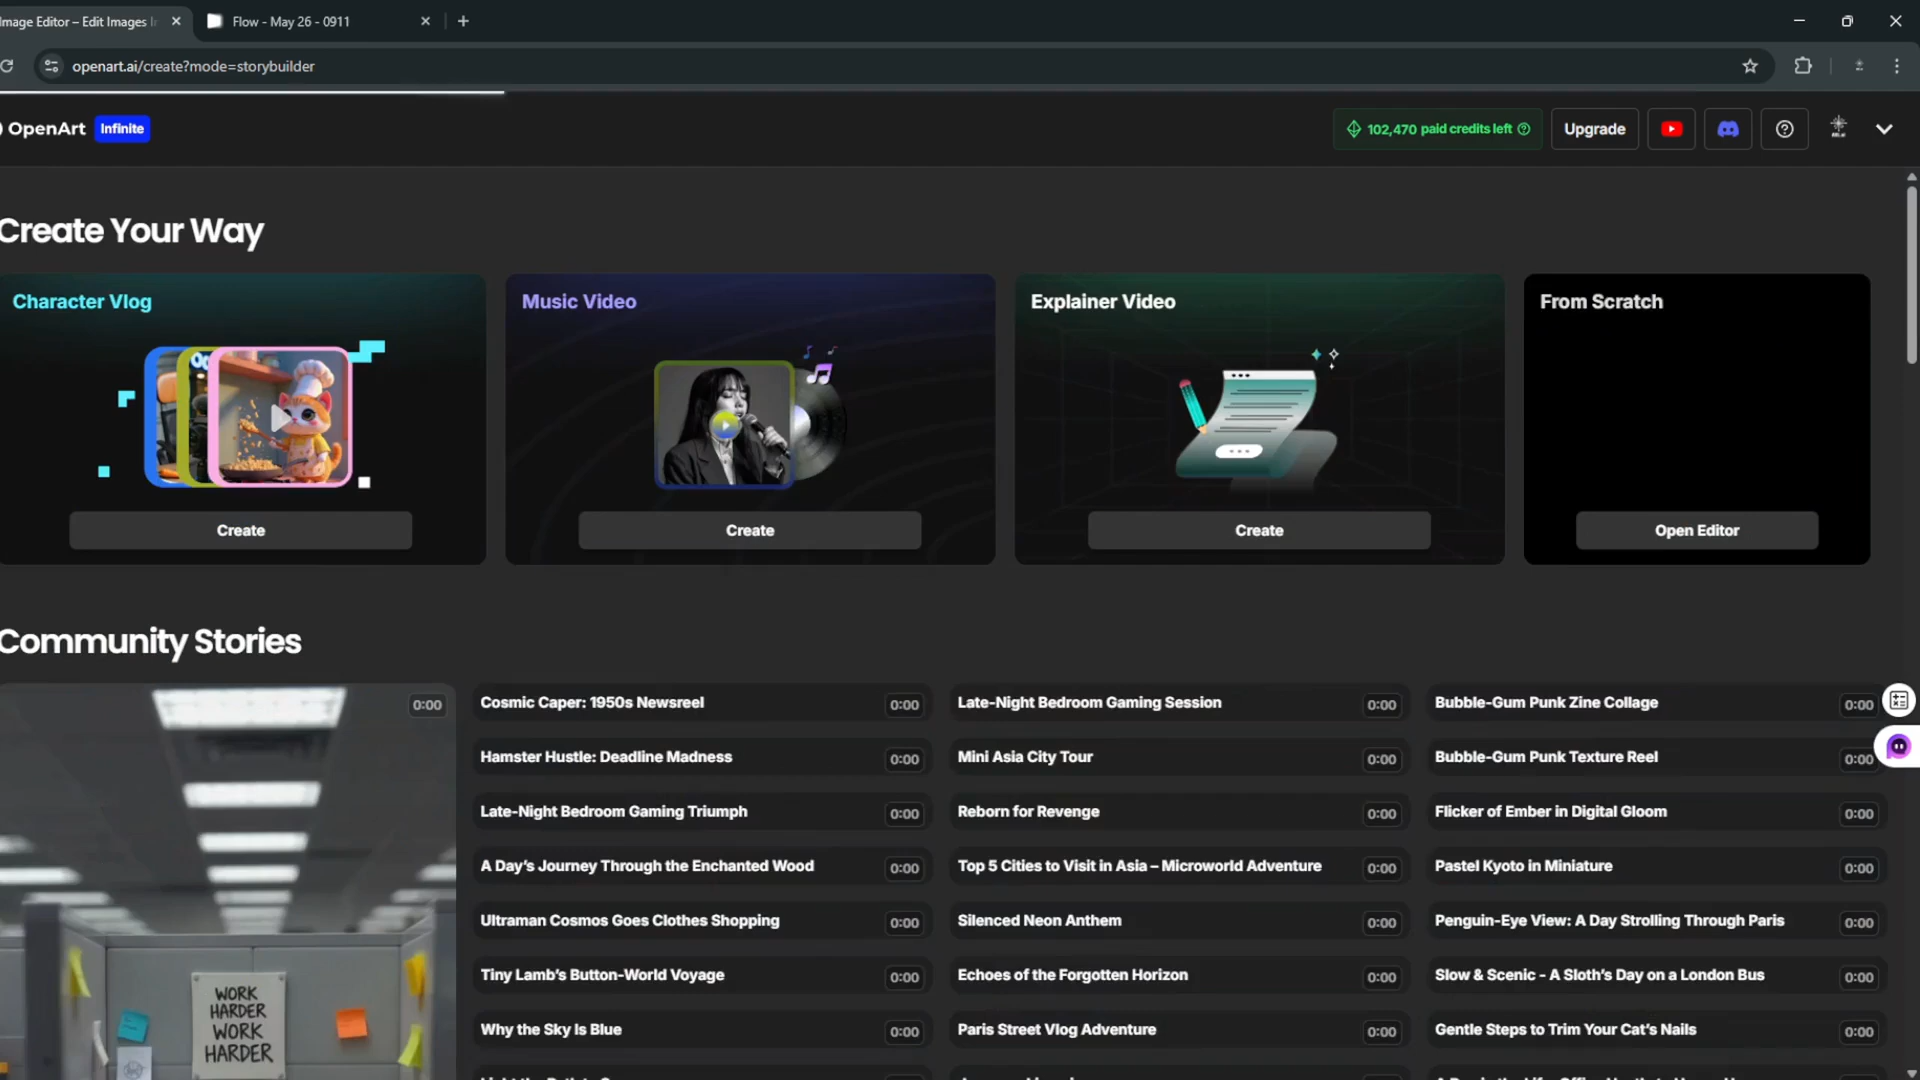 Image Editor – Edit Images I
Flow - May 26 - 0911
openart.ai/create?mode=storybuilder
OpenArt
Infinite
102,470 paid credits left
Upgrade
Create Your Way
Character Vlog
Music Video
Explainer Video
From Scratch
Create
Create
Create
Open Editor
Community Stories
0:00
Cosmic Caper: 1950s Newsreel
0:00
Late-Night Bedroom Gaming Session
0:00
Bubble-Gum Punk Zine Collage
0:00
Hamster Hustle: Deadline Madness
0:00
Mini Asia City Tour
0:00
Bubble-Gum Punk Texture Reel
0:00
Late-Night Bedroom Gaming Triumph
0:00
Reborn for Revenge
0:00
Flicker of Ember in Digital Gloom
0:00
A Day's Journey Through the Enchanted Wood
0:00
Top 5 Cities to Visit in Asia – Microworld Adventure
0:00
Pastel Kyoto in Miniature
0:00
Ultraman Cosmos Goes Clothes Shopping
0:00
Silenced Neon Anthem
0:00
Penguin-Eye View: A Day Strolling Through Paris
0:00
Tiny Lamb's Button-World Voyage
0:00
Echoes of the Forgotten Horizon
0:00
Slow & Scenic - A Sloth's Day on a London Bus
0:00
Why the Sky Is Blue
0:00
Paris Street Vlog Adventure
0:00
Gentle Steps to Trim Your Cat's Nails
0:00
WORK
HARDER
WORK
HARDER